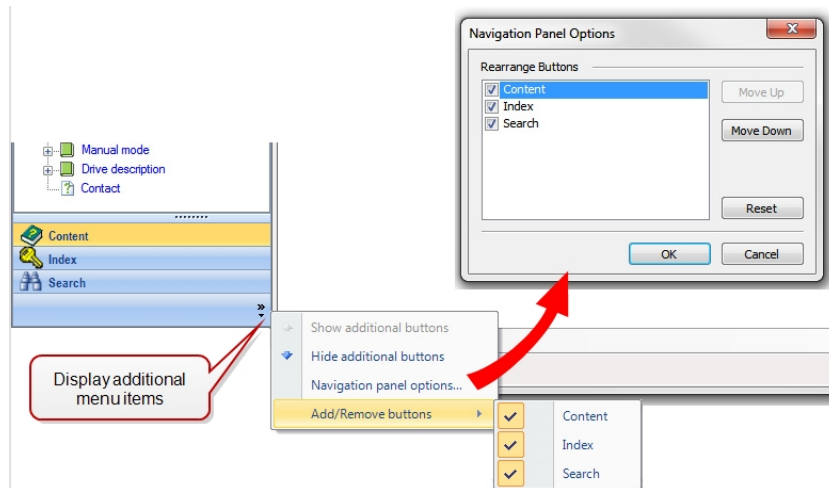 Navigation Panel Options
Rearrange Buttons
Content
Index
Search
Move Up
Move Down
Reset
OK
Cancel
Manual mode
Drive description
Contact
Content
Index
Search
Display additional
menu items
Show additional buttons
Hide additional buttons
Navigation panel options...
Add/Remove buttons
Content
Index
Search